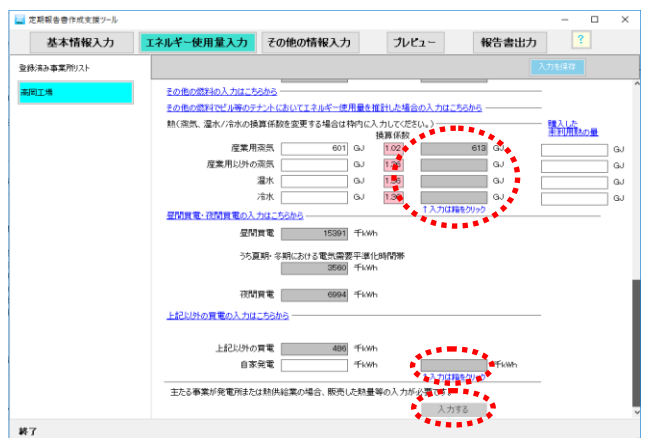 定期報告書作成支援ツール
基本情報入力 エネルギー使用量入力 その他の情報入力 プレビュー 報告書出力 ?
登録済み事業所リスト 入力を保存
高岡工場
その他の燃料の入力はこちらから
その他の燃料でビル等のテナントにおいてエネルギー使用量を推計した場合の入力はこちらから
熱(蒸気、温水/冷水の換算係数を変更する場合は枠内に入力してください。) 購入した
換算係数 未利用熱の量
産業用蒸気 601 GJ 1.02 613 GJ GJ
産業用以外の蒸気 GJ 1.36 GJ GJ
温水 GJ 1.36 GJ GJ
冷水 GJ 1.36 GJ GJ
↑入力は箱をクリック
昼間買電・夜間買電の入力はこちらから
昼間買電 15391 千kWh
うち夏期・冬期における電気需要平準化時間帯
3560 千kWh
夜間買電 6994 千kWh
上記以外の買電の入力はこちらから
上記以外の買電 486 千kWh
自家発電 千kWh 千kWh
↑入力は箱をクリック
主たる事業が発電所または熱供給業の場合、販売した熱量等の入力が必要です。
入力する
終了